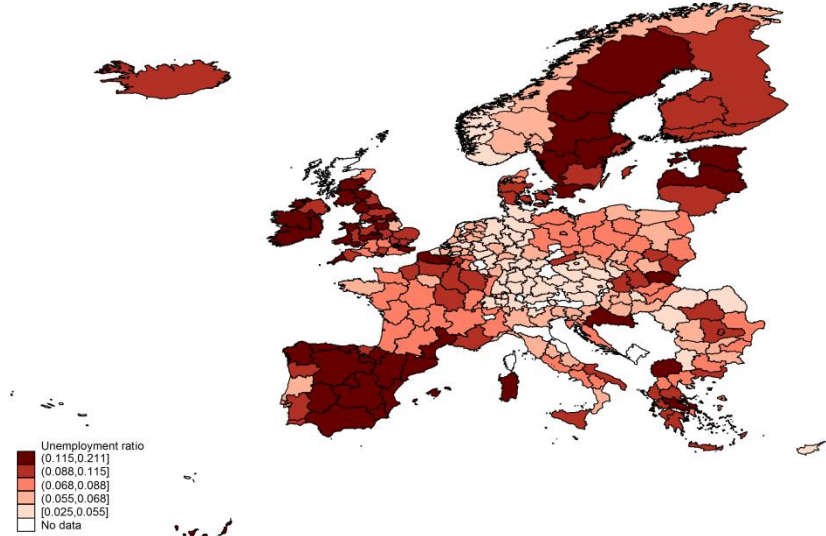 Unemployment ratio
(0.115,0.211]
(0.088,0.115]
(0.068,0.088]
(0.055,0.068]
[0.025,0.055]
No data